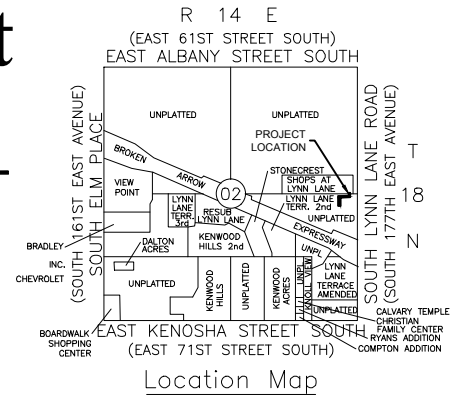 t
R 14 E
(EAST 61ST STREET SOUTH)
EAST ALBANY STREET SOUTH
(SOUTH 161ST EAST AVENUE)
SOUTH ELM PLACE
UNPLATTED
UNPLATTED
PROJECT
LOCATION
SOUTH LYNN LANE ROAD
(SOUTH 177TH EAST AVENUE)
T
18
N
BROKEN
ARROW
EXPRESSWAY
02
STONECREST
SHOPS AT
LYNN LANE
VIEW
POINT
LYNN
LANE
TERR.
3rd
RESUB
LYNN LANE
LYNN LANE
TERR. 2nd
UNPLATTED
KENWOOD
HILLS 2nd
BRADLEY
INC.
CHEVROLET
DALTON
ACRES
UNPL
UNPLATTED
KENWOOD
HILLS
UNPLATTED
KENWOOD
ACRES
UNPL
KNOLL VIEW
LYNN
LANE
TERRACE
AMENDED
UNPLATTED
BOARDWALK
SHOPPING
CENTER
CALVARY TEMPLE
CHRISTIAN
FAMILY CENTER
RYANS ADDITION
COMPTON ADDITION
EAST KENOSHA STREET SOUTH
(EAST 71ST STREET SOUTH)
Location Map